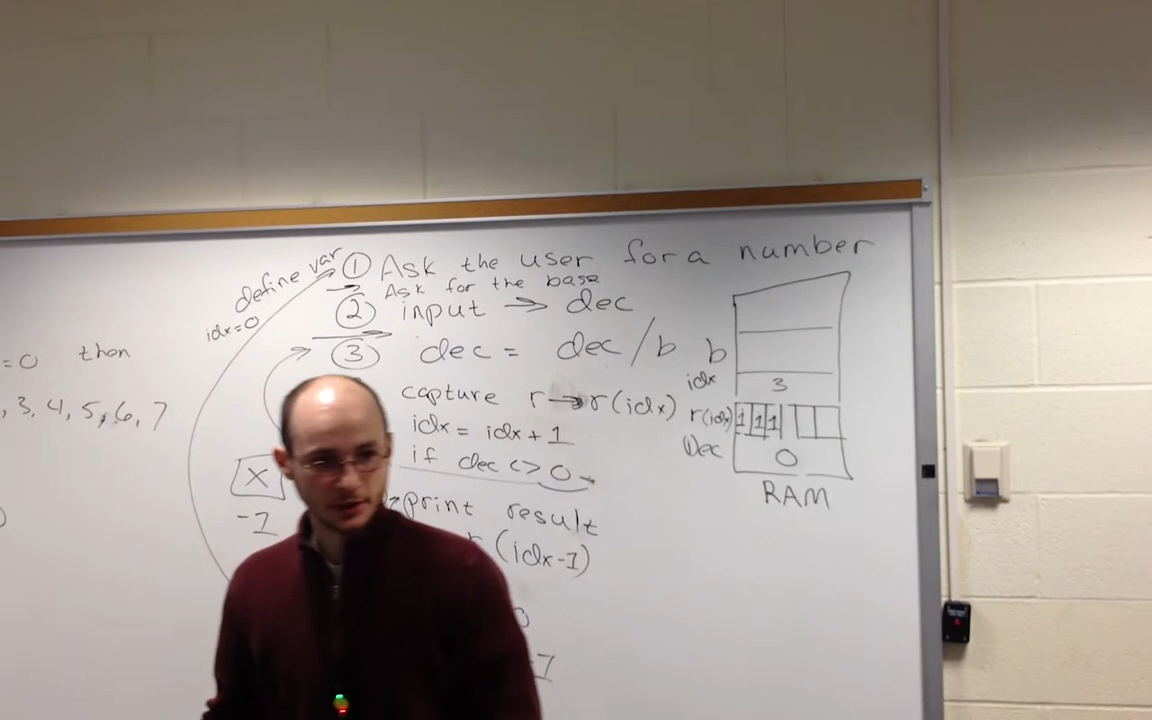 define var
idx=0
① Ask the user for a number
Ask for the base
② input → dec
③ dec = dec/b
capture r→r(idx)
idx = idx+1
if dec <> 0
print result
(idx-1)
=0 then
, 3, 4, 5, 6, 7
X
-1
b
idx 3
r(idx) 1 1 1
Dec 0
RAM